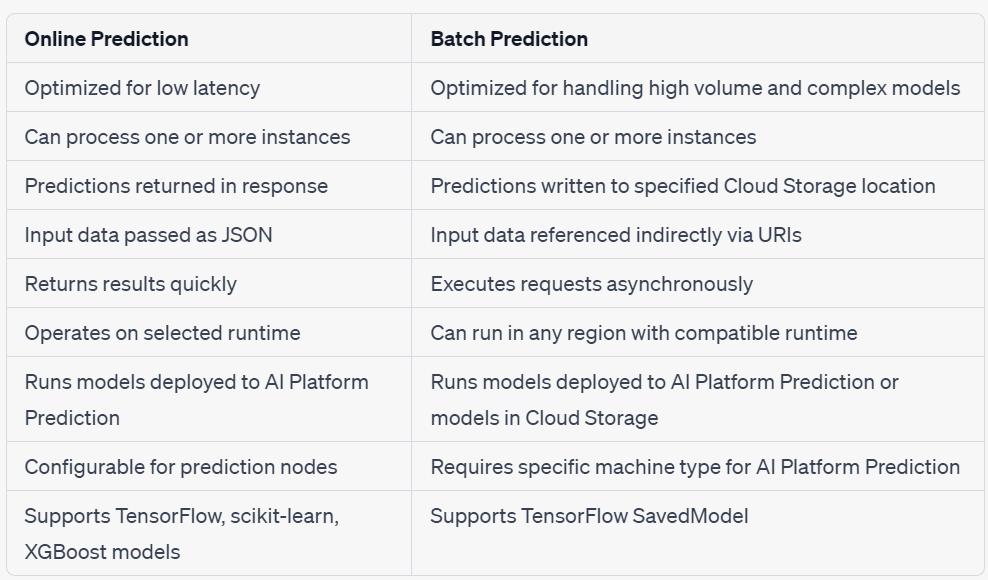 Online Prediction Batch Prediction
Optimized for low latency Optimized for handling high volume and complex models
Can process one or more instances Can process one or more instances
Predictions returned in response Predictions written to specified Cloud Storage location
Input data passed as JSON Input data referenced indirectly via URIs
Returns results quickly Executes requests asynchronously
Operates on selected runtime Can run in any region with compatible runtime
Runs models deployed to AI Platform Runs models deployed to AI Platform Prediction or
Prediction models in Cloud Storage
Configurable for prediction nodes Requires specific machine type for AI Platform Prediction
Supports TensorFlow, scikit-learn, Supports TensorFlow SavedModel
XGBoost models